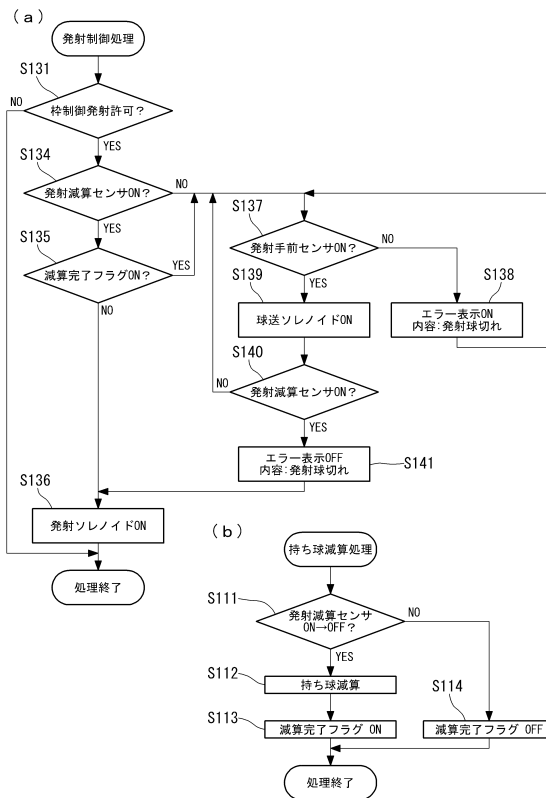 (a)
発射制御処理
S131
枠制御発射許可？
NO
YES
S134
発射減算センサON？
NO
YES
S135
減算完了フラグON？
YES
NO
S137
発射手前センサON？
NO
YES
S139
球送ソレノイドON
S138
エラー表示ON
内容：発射球切れ
S140
発射減算センサON？
NO
YES
エラー表示OFF
内容：発射球切れ
S141
S136
発射ソレノイドON
処理終了
(b)
持ち球減算処理
S111
発射減算センサ
ON→OFF？
NO
YES
S112
持ち球減算
S113
減算完了フラグ ON
S114
減算完了フラグ OFF
処理終了